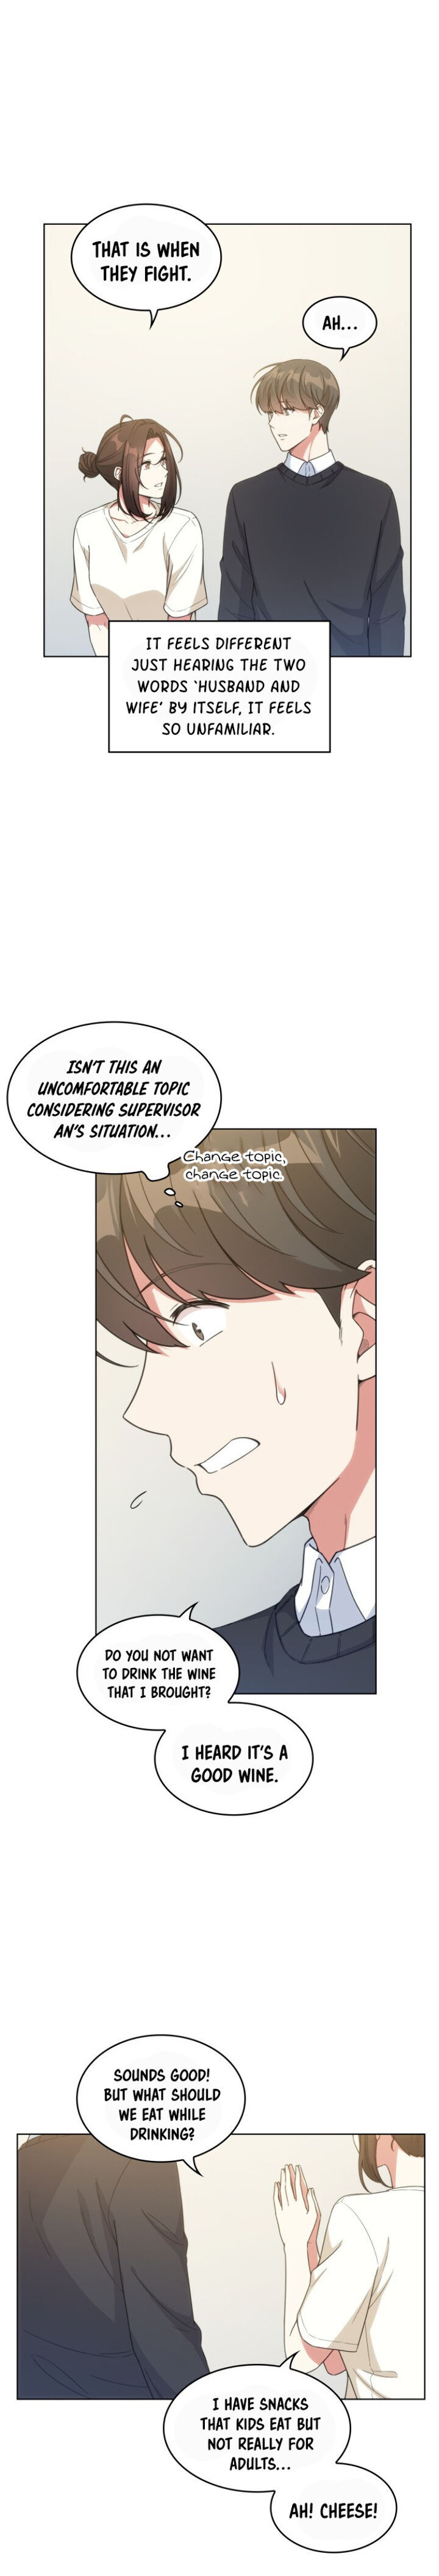 THAT IS WHEN
THEY FIGHT.
AH...
IT FEELS DIFFERENT
JUST HEARING THE TWO
WORDS 'HUSBAND AND
WIFE' BY ITSELF, IT FEELS
SO UNFAMILIAR.
ISN'T THIS AN
UNCOMFORTABLE TOPIC
CONSIDERING SUPERVISOR
AN'S SITUATION...
Change topic,
change topic.
DO YOU NOT WANT
TO DRINK THE WINE
THAT I BROUGHT?
I HEARD IT'S A
GOOD WINE.
SOUNDS GOOD!
BUT WHAT SHOULD
WE EAT WHILE
DRINKING?
I HAVE SNACKS
THAT KIDS EAT BUT
NOT REALLY FOR
ADULTS...
AH! CHEESE!